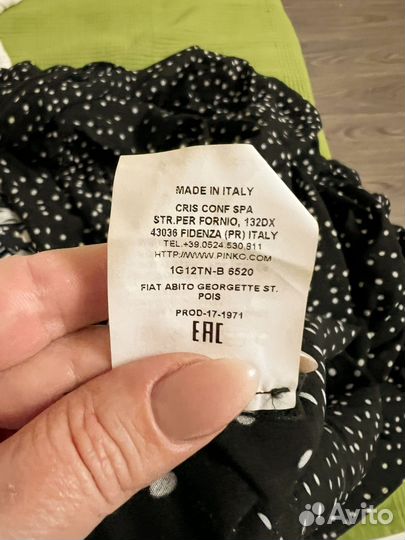 MADE IN ITALY
CRIS CONF SPA
STR.PER FORNIO, 132DX
43036 FIDENZA (PR) ITALY
TEL.+39.0524.530.611
HTTP://WWW.PINKO.COM
1G12TN-B 6520
FIAT ABITO GEORGETTE ST.
POIS
PROD-17-1971
EAC
Avito